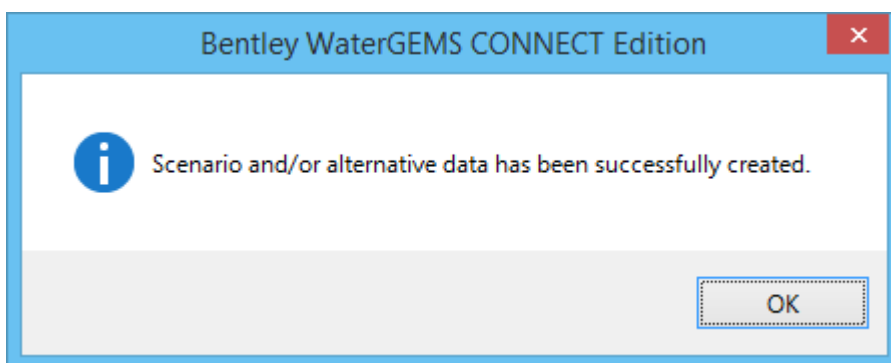 Bentley WaterGEMS CONNECT Edition
Scenario and/or alternative data has been successfully created.
OK